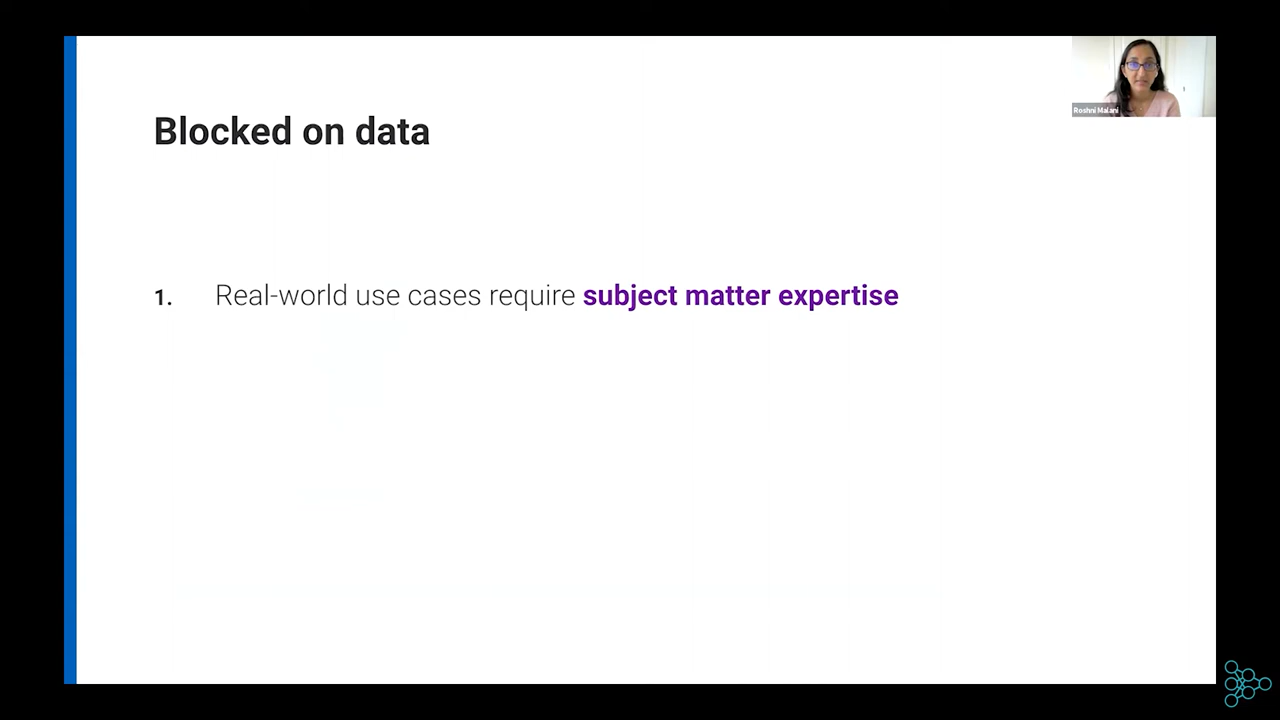 Blocked on data
Roshni Malani
1. Real-world use cases require subject matter expertise